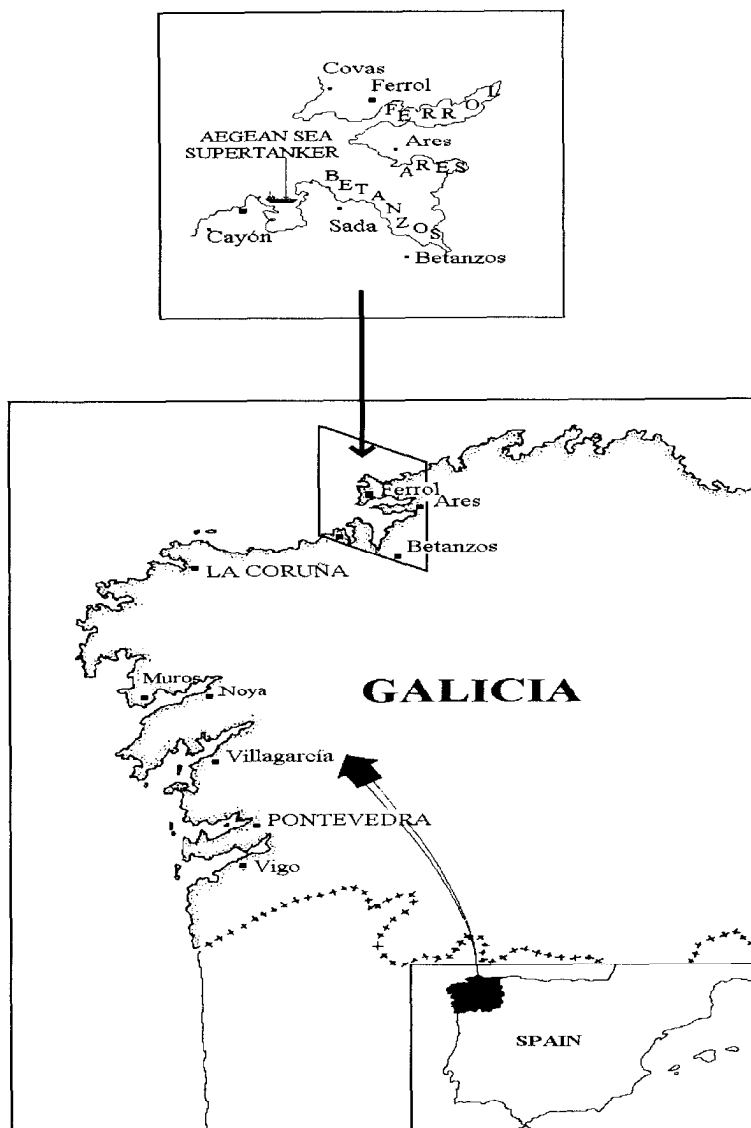 Covas
Ferrol
FERROL
AEGEAN SEA
SUPERTANKER
Ares
ARES
BETANZOS
Cayón
Sada
Betanzos
Ferrol
Ares
Betanzos
LA CORUÑA
Muros
Noya
GALICIA
Villagarcía
PONTEVEDRA
Vigo
SPAIN